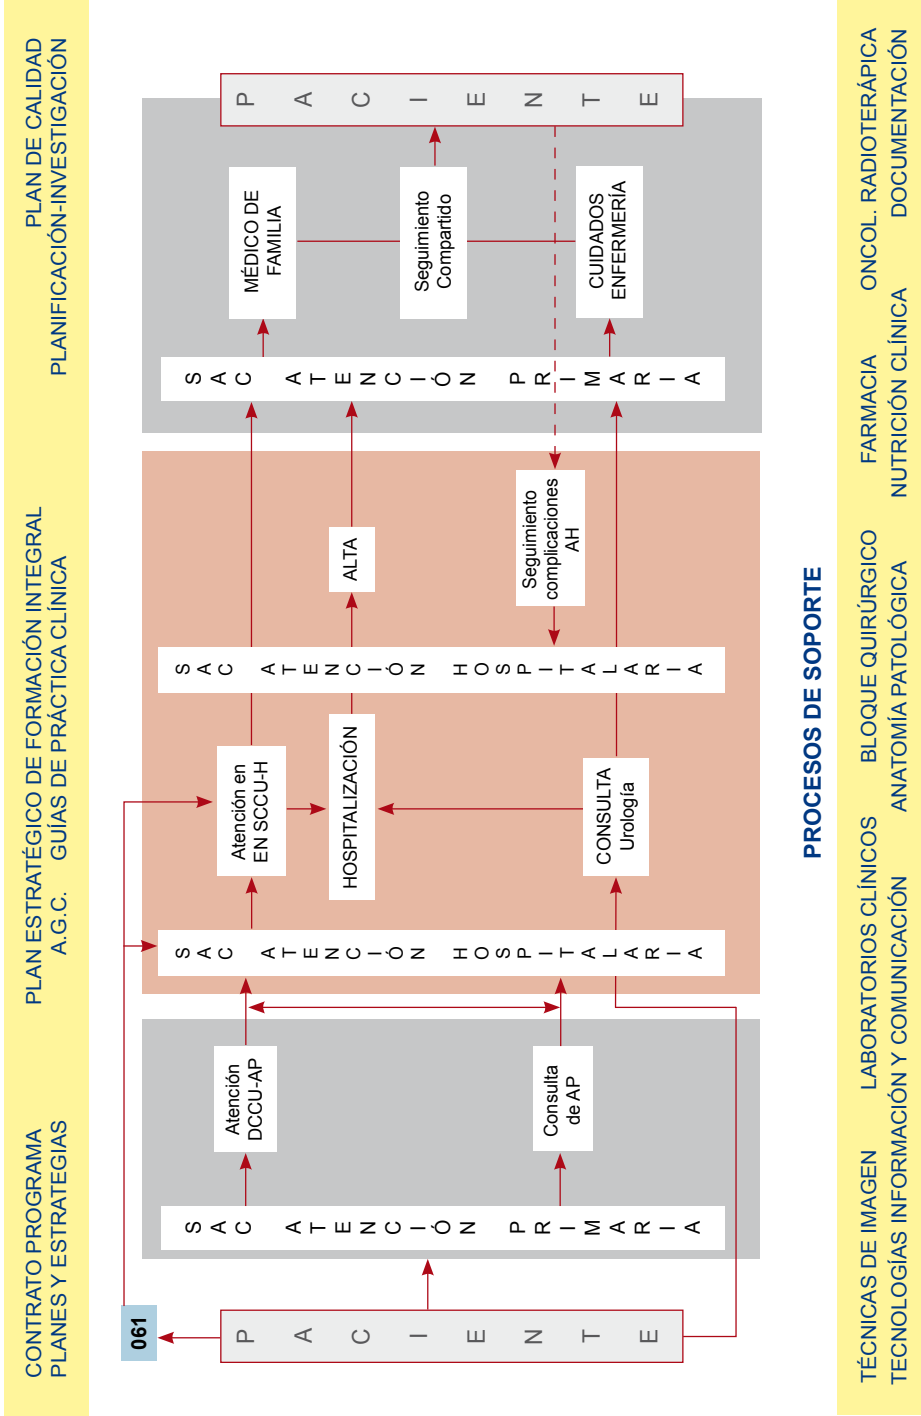 CONTRATO PROGRAMA
PLANES Y ESTRATEGIAS
PLAN ESTRATÉGICO DE FORMACIÓN INTEGRAL
A.G.C. GUÍAS DE PRÁCTICA CLÍNICA
PLAN DE CALIDAD
PLANIFICACIÓN-INVESTIGACIÓN
061
PACIENTE
SAC ATENCIÓN PRIMARIA
Atención
DCCU-AP
Consulta
de AP
SAC ATENCIÓN HOSPITALARIA
Atención en
EN SCCU-H
HOSPITALIZACIÓN
CONSULTA
Urología
SAC ATENCIÓN HOSPITALARIA
ALTA
Seguimiento
complicaciones
AH
SAC ATENCIÓN PRIMARIA
MÉDICO DE
FAMILIA
Seguimiento
Compartido
CUIDADOS
ENFERMERÍA
PACIENTE
PROCESOS DE SOPORTE
TÉCNICAS DE IMAGEN LABORATORIOS CLÍNICOS BLOQUE QUIRÚRGICO FARMACIA ONCOL. RADIOTERÁPICA
TECNOLOGÍAS INFORMACIÓN Y COMUNICACIÓN ANATOMÍA PATOLÓGICA NUTRICIÓN CLÍNICA DOCUMENTACIÓN